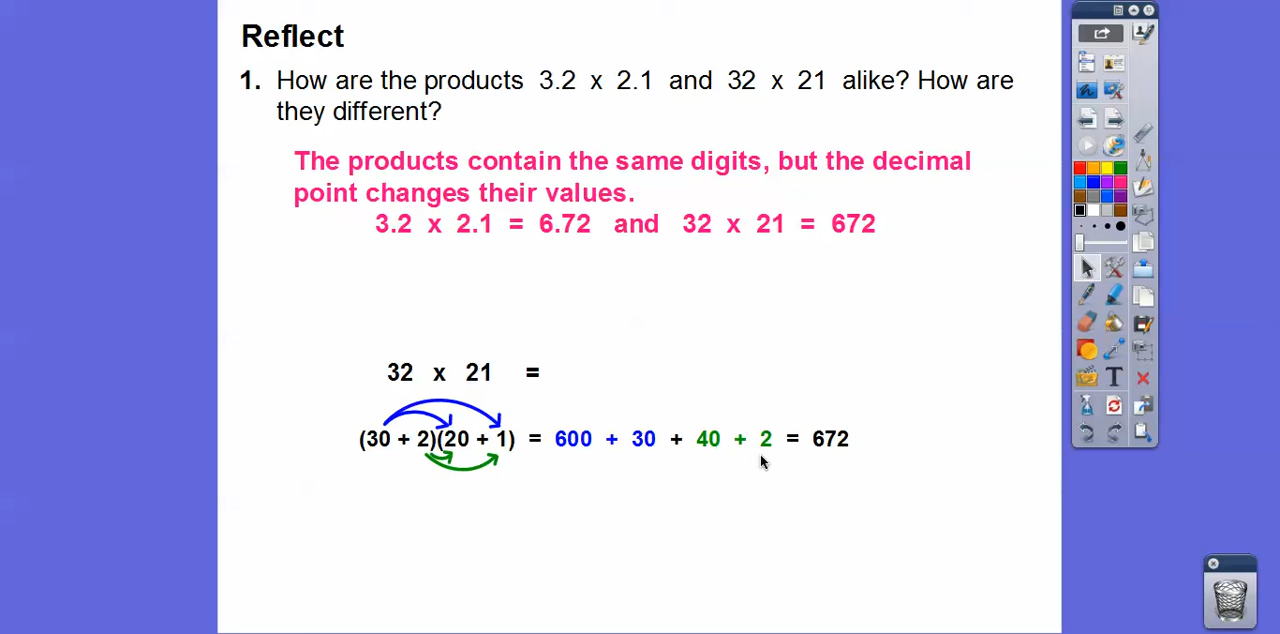 Reflect
1. How are the products 3.2 x 2.1 and 32 x 21 alike? How are
they different?
The products contain the same digits, but the decimal
point changes their values.
3.2 x 2.1 = 6.72 and 32 x 21 = 672
32 x 21 =
(30 + 2)(20 + 1) = 600 + 30 + 40 + 2 = 672
T